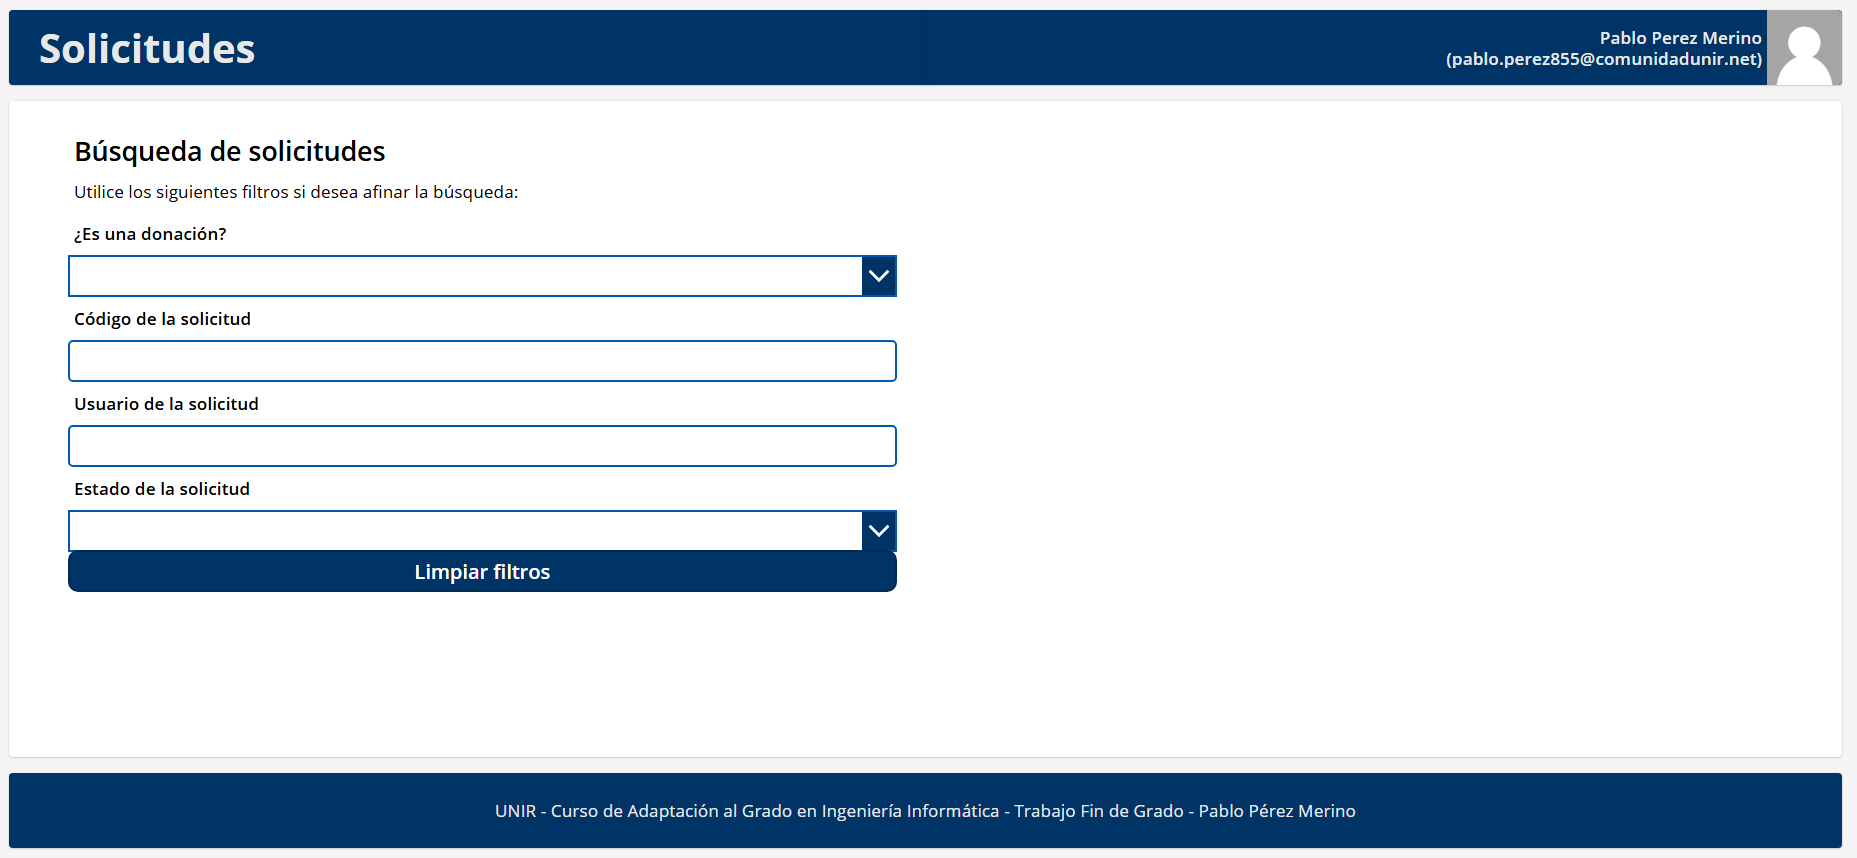 Solicitudes
Pablo Perez Merino
(pablo.perez855@comunidadunir.net)
Búsqueda de solicitudes
Utilice los siguientes filtros si desea afinar la búsqueda:
¿Es una donación?
Código de la solicitud
Usuario de la solicitud
Estado de la solicitud
Limpiar filtros
UNIR - Curso de Adaptación al Grado en Ingeniería Informática - Trabajo Fin de Grado - Pablo Pérez Merino